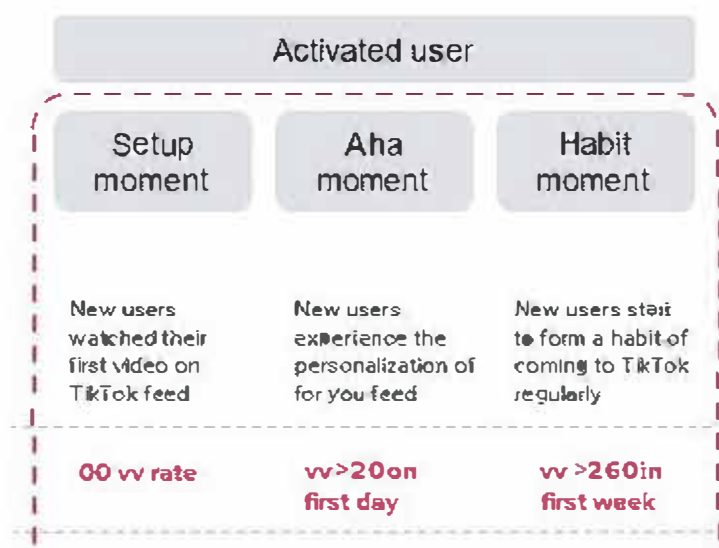 Activated user
Setup
moment
Aha
moment
Habit
moment
New users
watched their
first video on
TikTok feed
New users
experience the
personalization of
for you feed
New users start
to form a habit of
coming to TikTok
regularly
00 vv rate
vv>20on
first day
vv >260in
first week